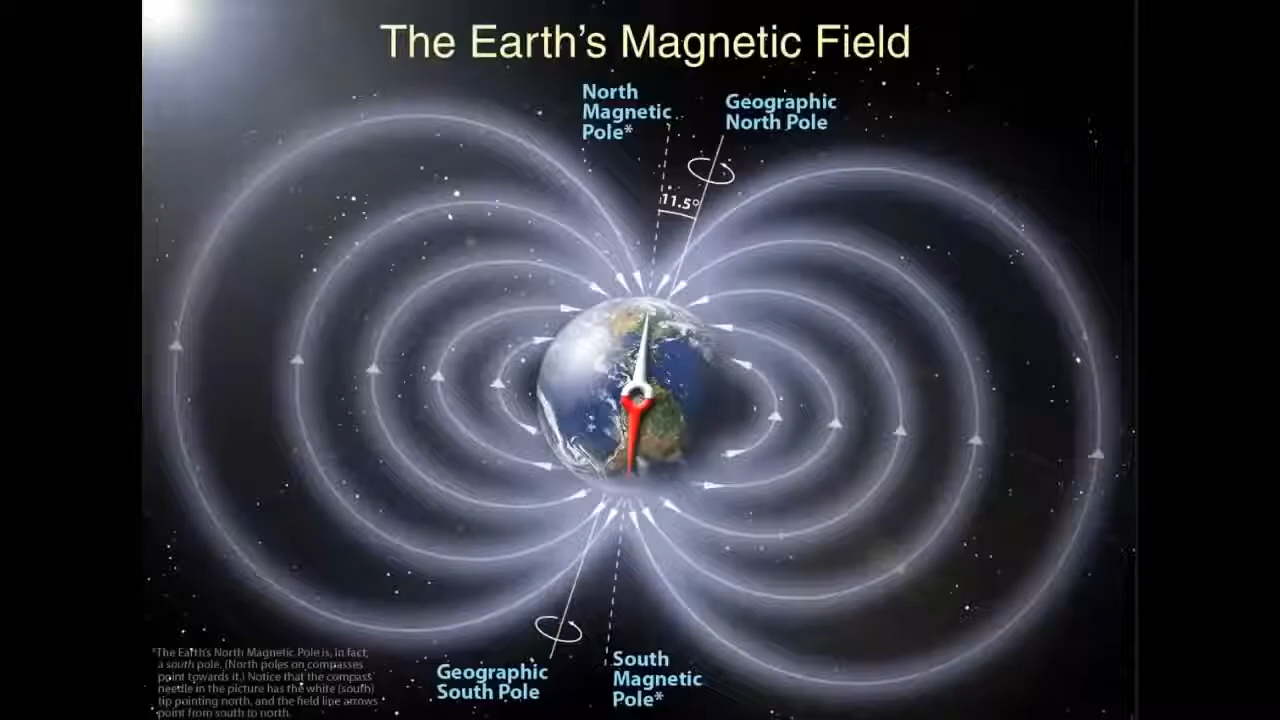 The Earth's Magnetic Field
North
Magnetic
Pole*
Geographic
North Pole
11.5°
Geographic
South Pole
South
Magnetic
Pole*
*The Earth's North Magnetic Pole is, in fact,
a south pole. (North poles on compasses
point towards it.) Notice that the compass
needle in the picture has the white (south)
tip pointing north, and the field line arrows
point from south to north.